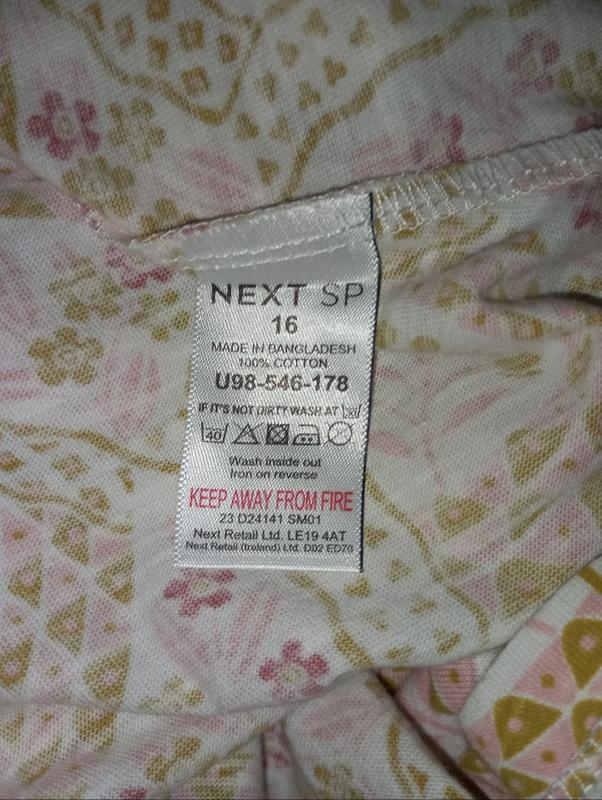 NEXT SP
16
MADE IN BANGLADESH
100% COTTON
U98-546-178
IF IT'S NOT DIRTY WASH AT
40
Wash inside out
Iron on reverse
KEEP AWAY FROM FIRE
23 D24141 SM01
Next Retail Ltd. LE19 4AT
Next Retail (Ireland) Ltd. D02 ED70